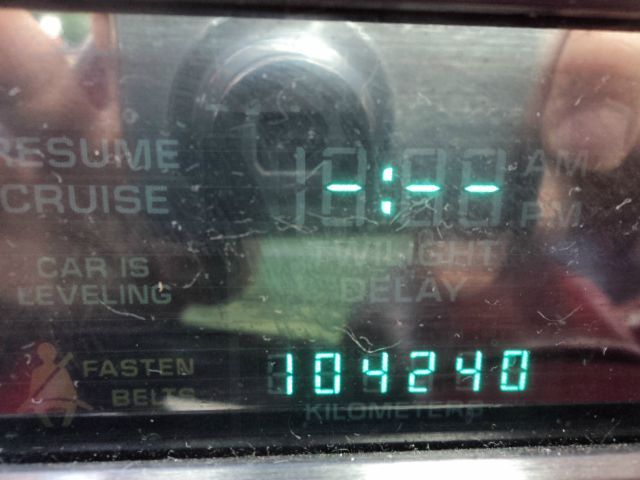 RESUME
CRUISE
-:--
AM
PM
TWILIGHT
DELAY
CAR IS
LEVELING
FASTEN
BELTS
104240
KILOMETERS